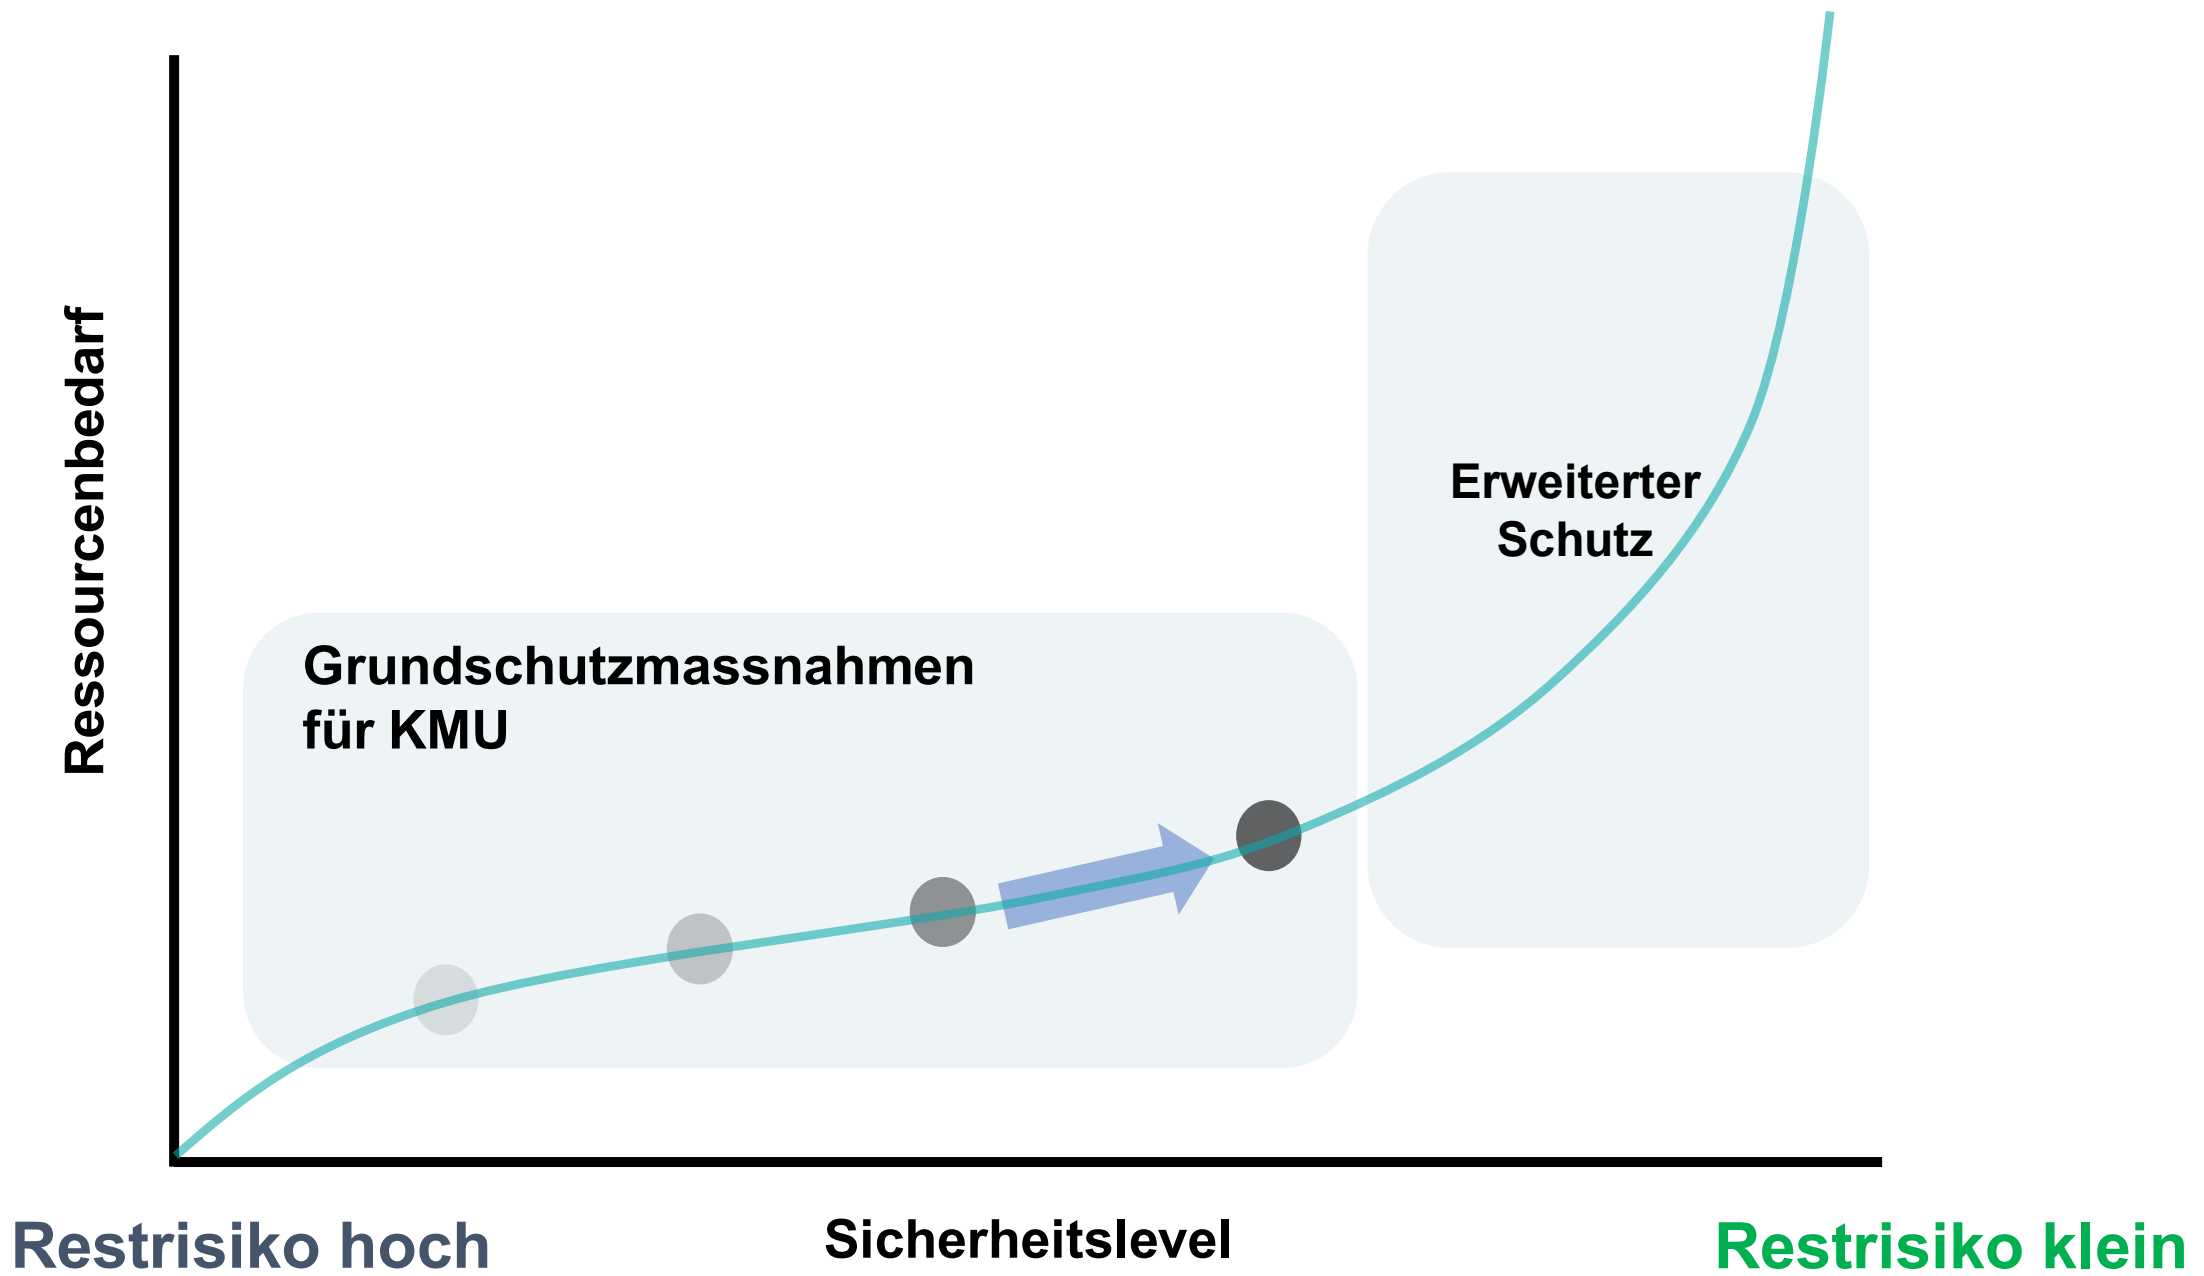 Ressourcenbedarf
Erweiterter
Schutz
Grundschutzmassnahmen
für KMU
Restrisiko hoch
Sicherheitslevel
Restrisiko klein